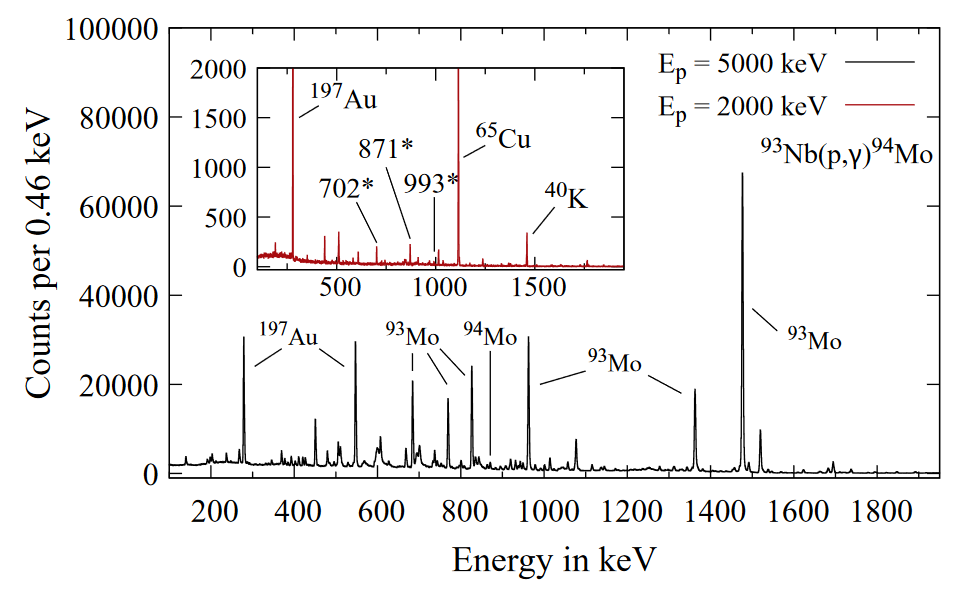 100000
80000
60000
40000
20000
0
Counts per 0.46 keV
200 400 600 800 1000 1200 1400 1600 1800
Energy in keV
Eₚ = 5000 keV
Eₚ = 2000 keV
⁹³Nb(p,γ)⁹⁴Mo
2000
1500
1000
500
0
500 1000 1500
¹⁹⁷Au
702*
871*
993*
⁶⁵Cu
⁴⁰K
¹⁹⁷Au
⁹³Mo
⁹⁴Mo
⁹³Mo
⁹³Mo